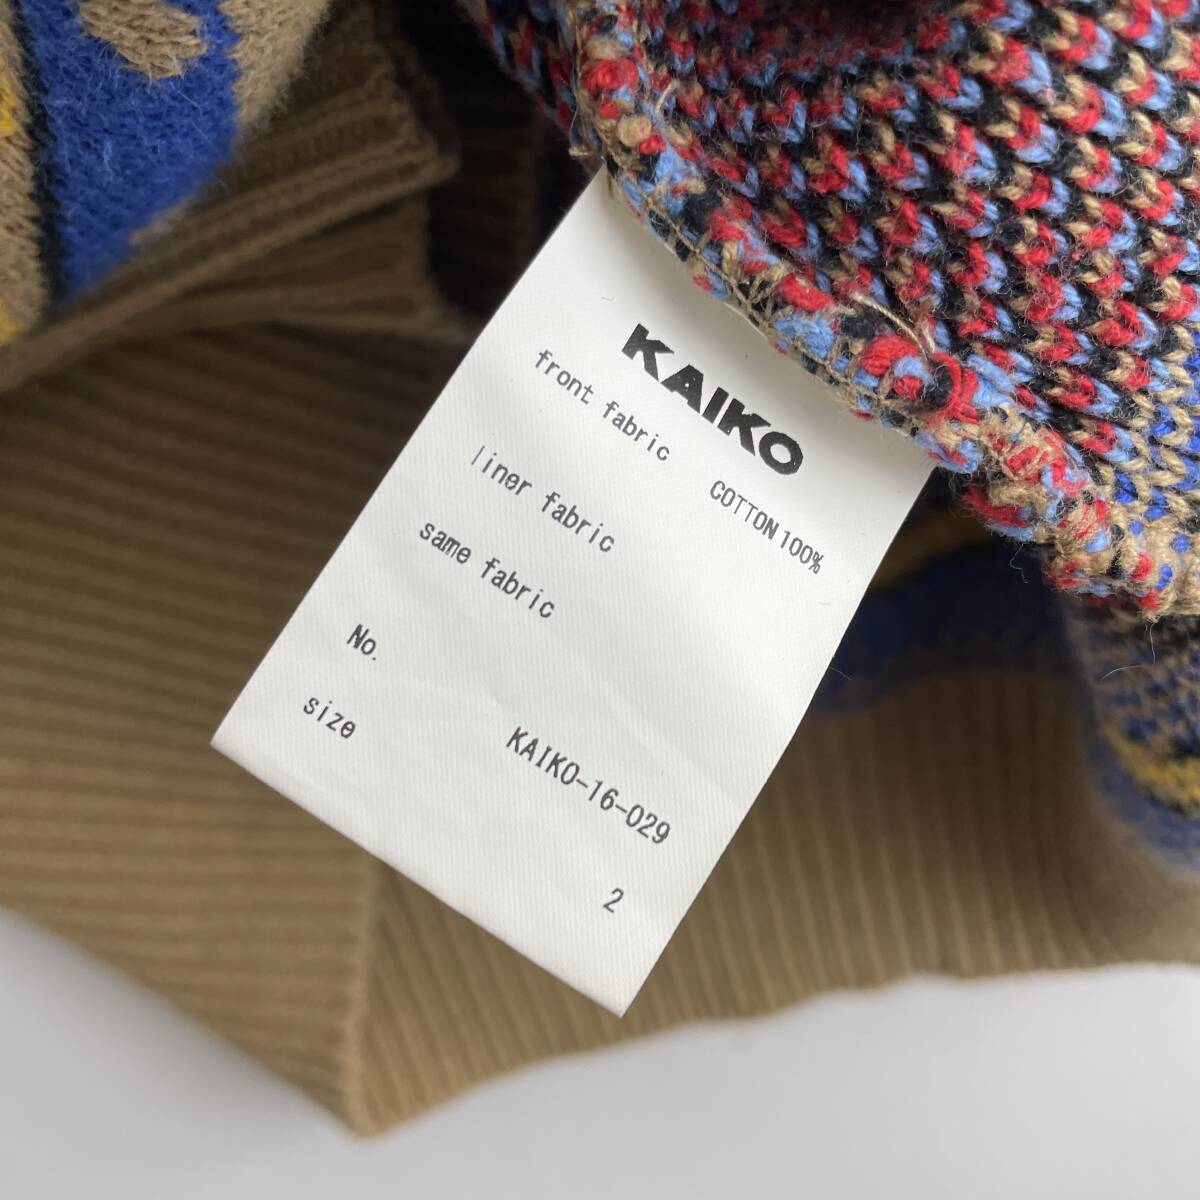 KAIKO
front fabric COTTON100%
liner fabric
same fabric
No. KAIKO-16-029
size 2